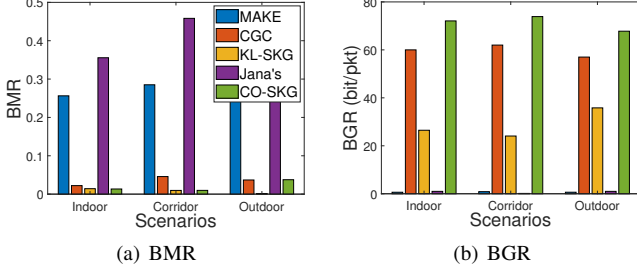 0.5
0.4
0.3
0.2
0.1
0
BMR
MAKE
CGC
KL-SKG
Jana's
CO-SKG
Indoor
Corridor
Outdoor
Scenarios
(a) BMR
80
60
40
20
0
BGR (bit/pkt)
Indoor
Corridor
Outdoor
Scenarios
(b) BGR